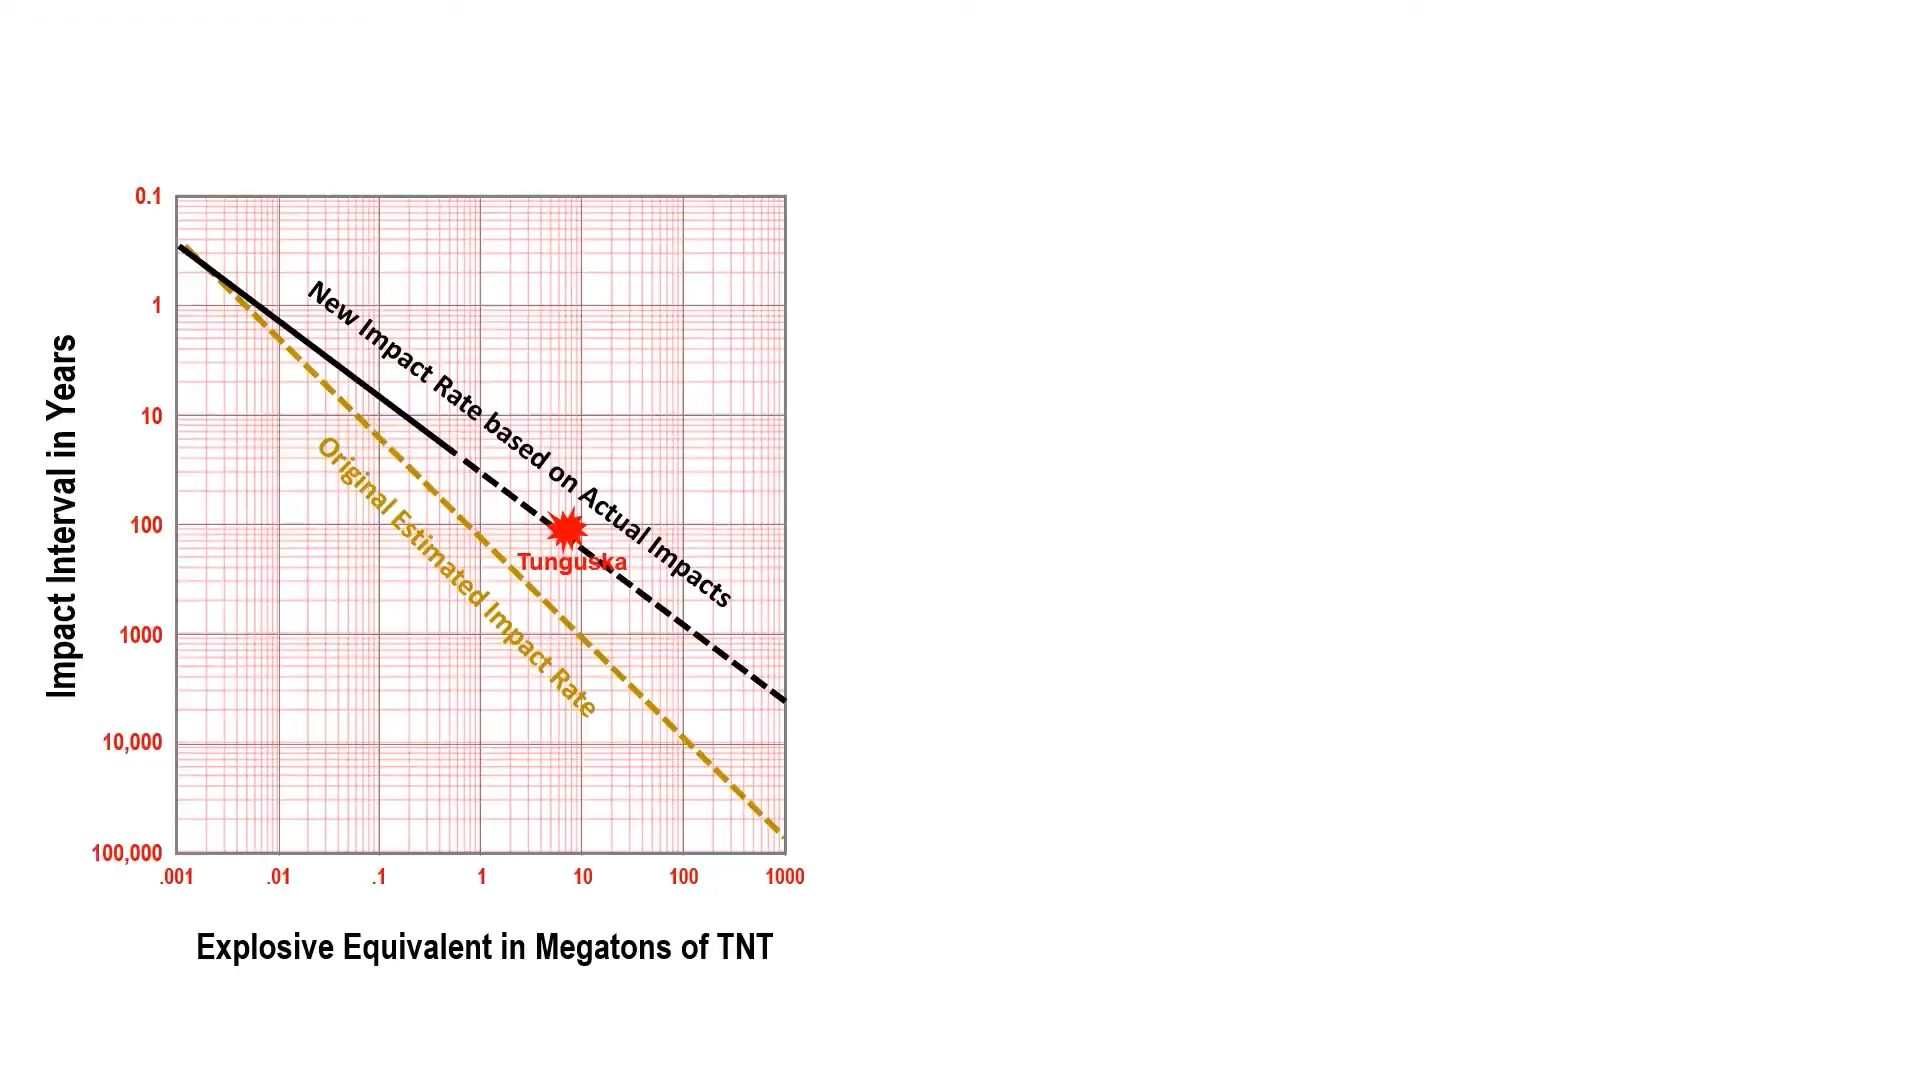 0.1
1
10
100
1000
10,000
100,000
Impact Interval in Years
New Impact Rate based on Actual Impacts
Original Estimated Impact Rate
Tunguska
.001 .01 .1 1 10 100 1000
Explosive Equivalent in Megatons of TNT